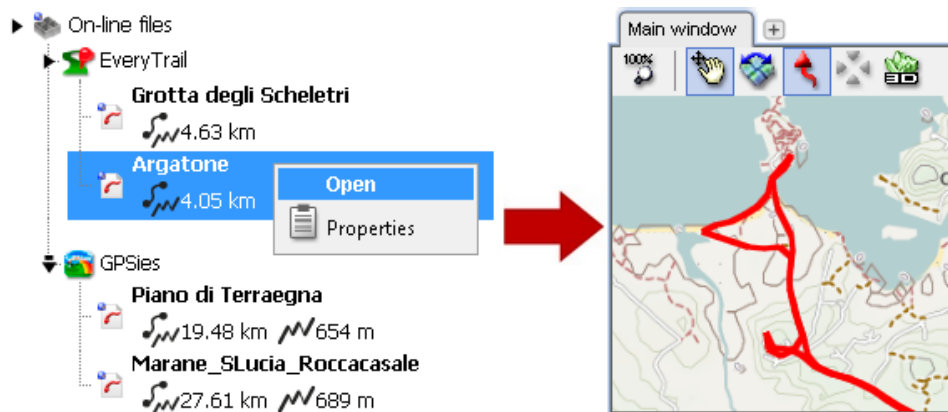 On-line files
EveryTrail
Grotta degli Scheletri
4.63 km
Argatone
4.05 km
Open
Properties
GPSies
Piano di Terraegna
19.48 km 654 m
Marane_SLucia_Roccacasale
27.61 km 689 m
Main window
100%
3D